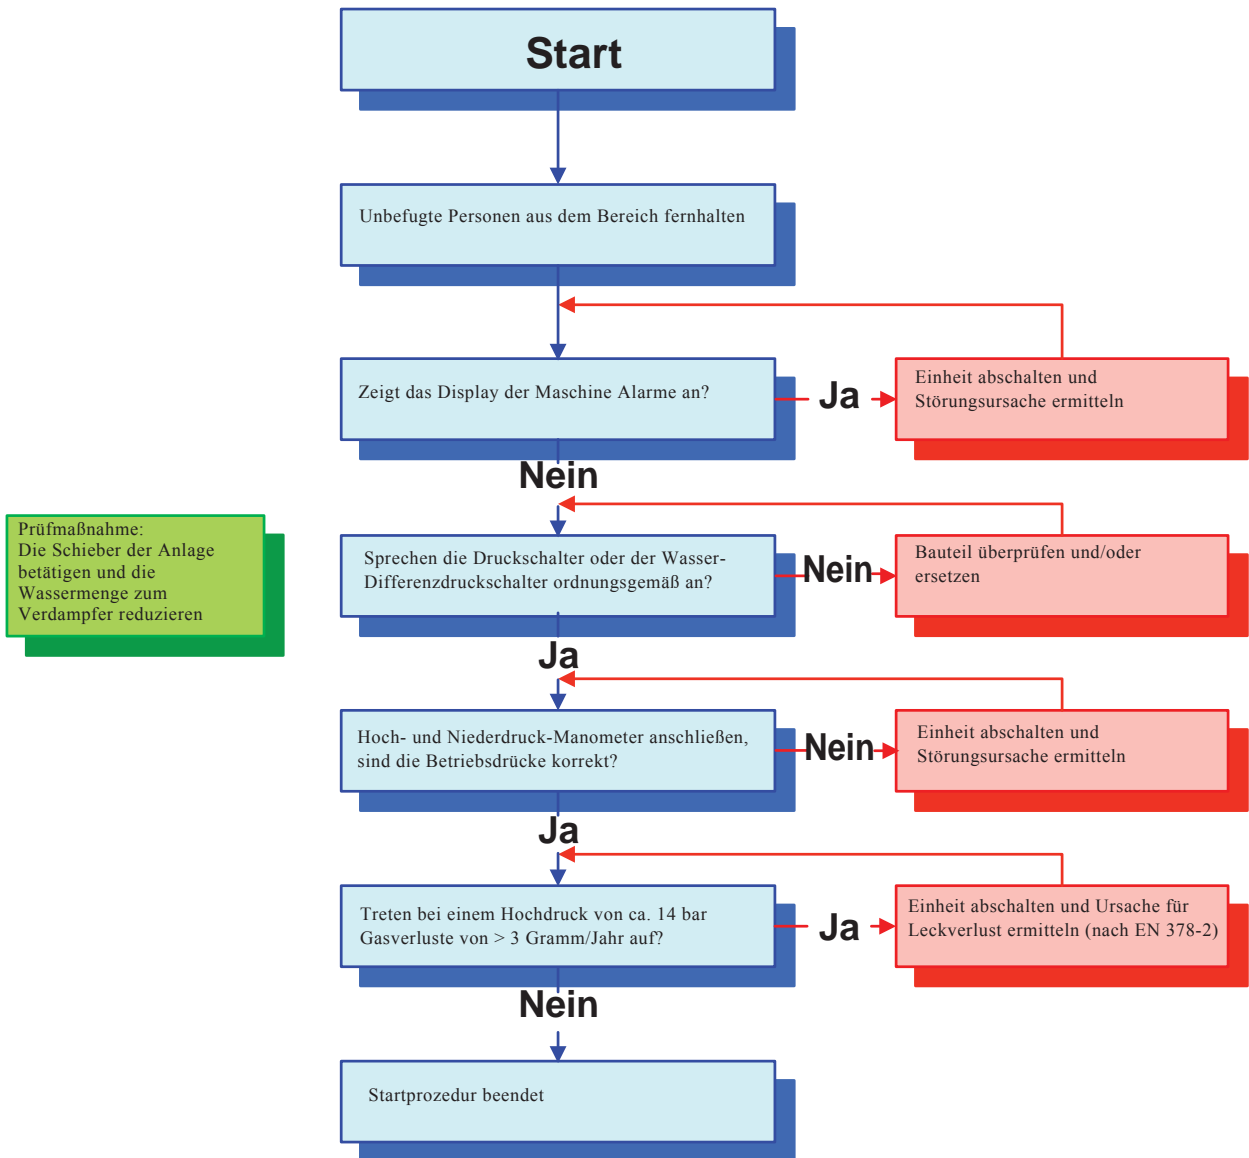 Start
Unbefugte Personen aus dem Bereich fernhalten
Zeigt das Display der Maschine Alarme an?
Ja
Einheit abschalten und
Störungsursache ermitteln
Nein
Prüfmaßnahme:
Die Schieber der Anlage
betätigen und die
Wassermenge zum
Verdampfer reduzieren
Sprechen die Druckschalter oder der Wasser-
Differenzdruckschalter ordnungsgemäß an?
Nein
Bauteil überprüfen und/oder
ersetzen
Ja
Hoch- und Niederdruck-Manometer anschließen,
sind die Betriebsdrücke korrekt?
Nein
Einheit abschalten und
Störungsursache ermitteln
Ja
Treten bei einem Hochdruck von ca. 14 bar
Gasverluste von > 3 Gramm/Jahr auf?
Ja
Einheit abschalten und Ursache für
Leckverlust ermitteln (nach EN 378-2)
Nein
Startprozedur beendet